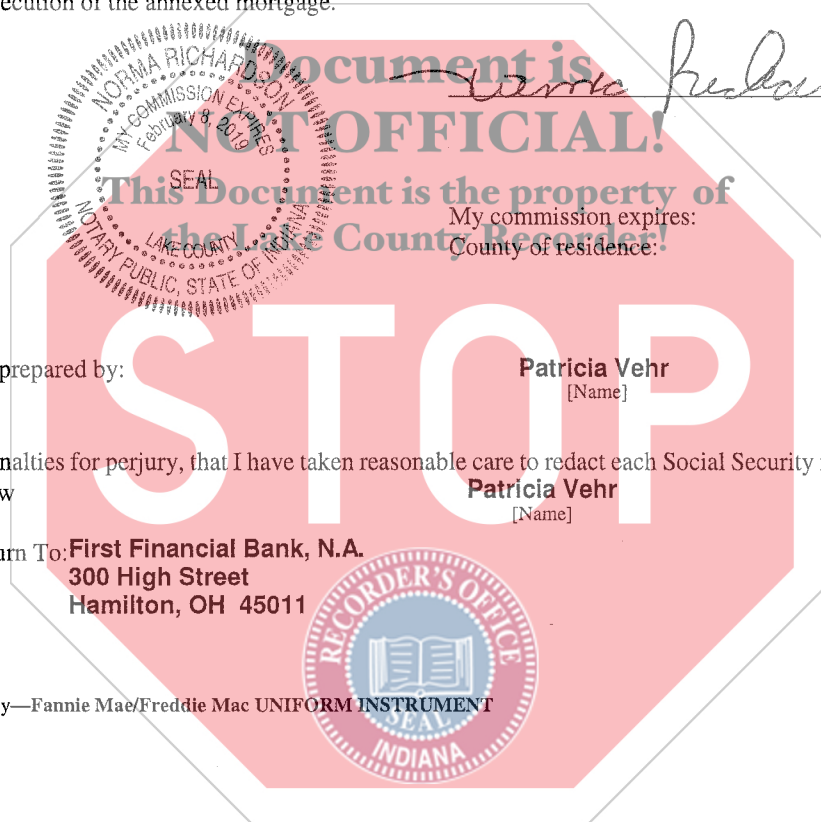 ecution of the annexed mortgage.
NORMA RICHARDSON
MY COMMISSION EXPIRES
February 8, 2019
SEAL
LAKE COUNTY
NOTARY PUBLIC, STATE OF INDIANA
Document is
NOT OFFICIAL!
This Document is the property of
the Lake County Recorder!
My commission expires:
County of residence:
STOP
prepared by:
Patricia Vehr
[Name]
nalties for perjury, that I have taken reasonable care to redact each Social Security
w
Patricia Vehr
[Name]
urn To: First Financial Bank, N.A.
300 High Street
Hamilton, OH 45011
RECORDER'S OFFICE
SEAL
INDIANA
y—Fannie Mae/Freddie Mac UNIFORM INSTRUMENT